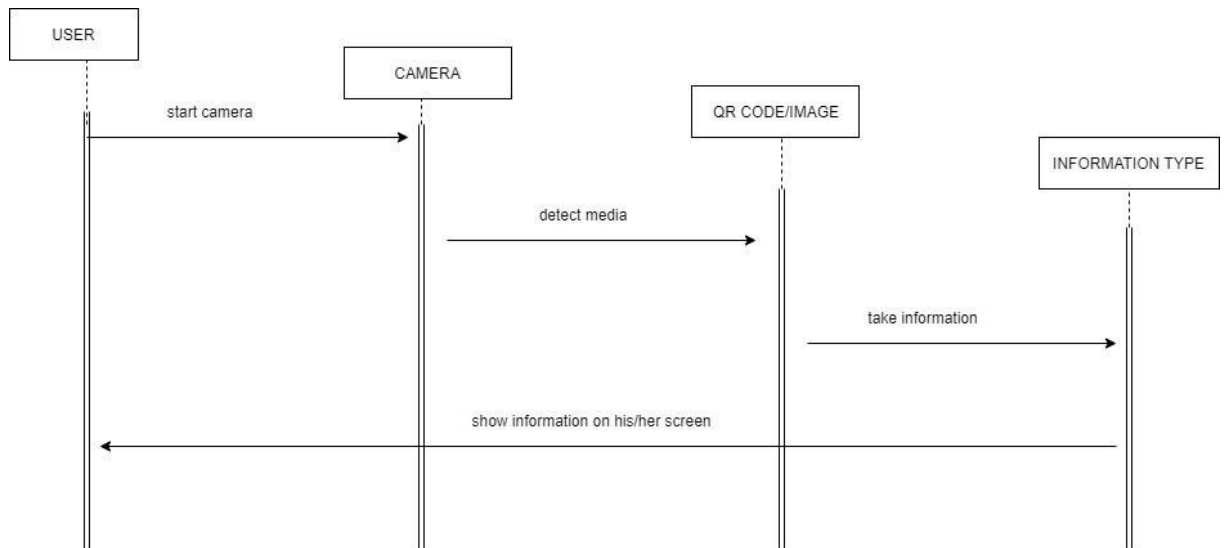 USER
CAMERA
start camera
QR CODE/IMAGE
INFORMATION TYPE
detect media
take information
show information on his/her screen